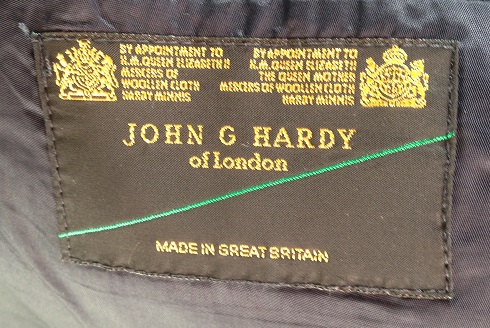 BY APPOINTMENT TO
H.M. QUEEN ELIZABETH II
MERCERS OF
WOOLLEN CLOTH
HARDY MINNIS
BY APPOINTMENT TO
H.M. QUEEN ELIZABETH
THE QUEEN MOTHER
MERCERS OF WOOLLEN CLOTH
HARDY MINNIS
JOHN G HARDY
of London
MADE IN GREAT BRITAIN